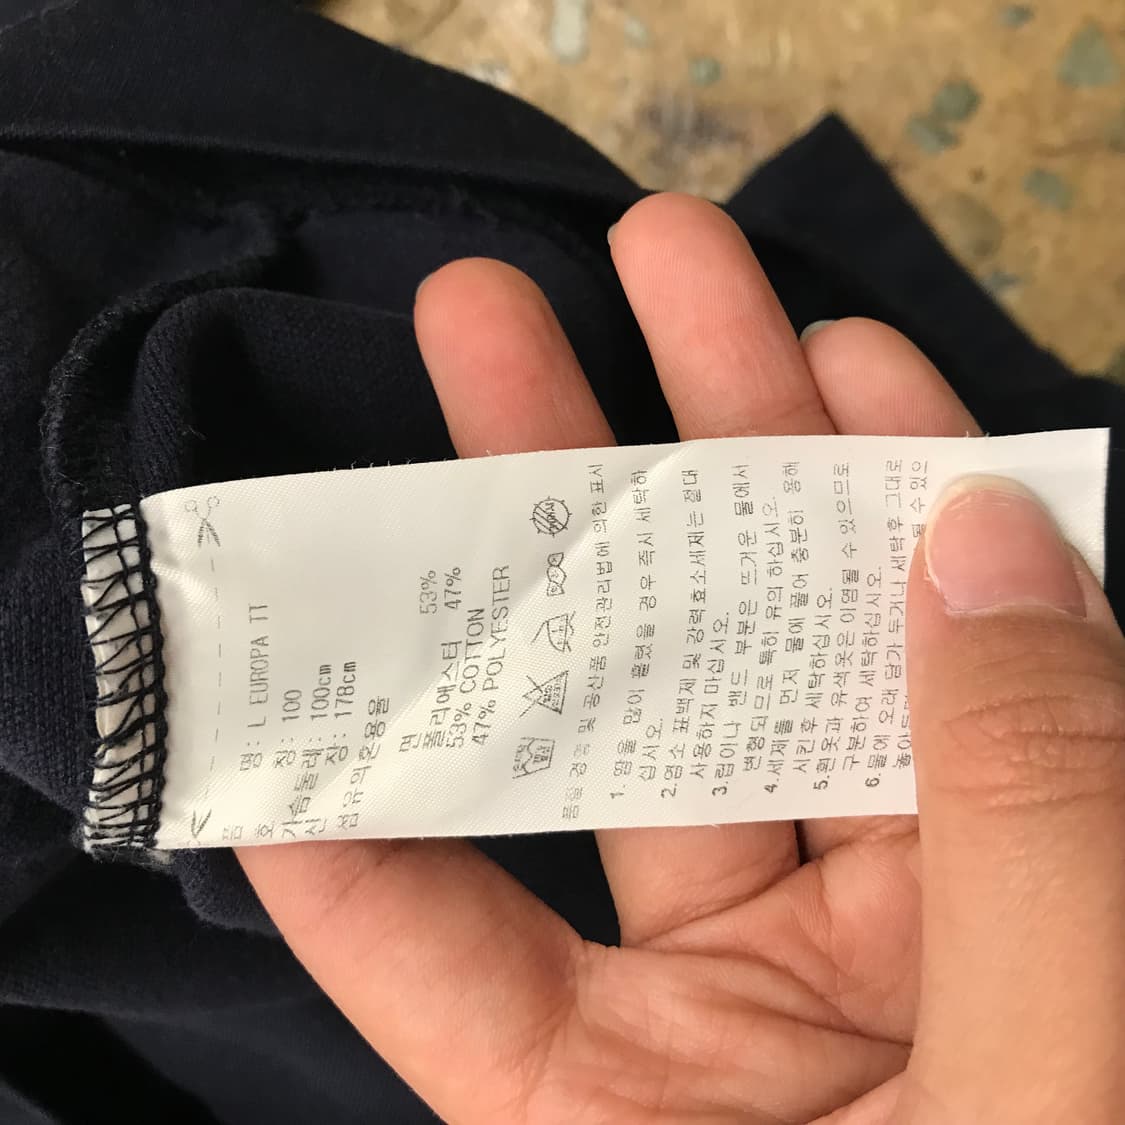 품 명: L EUROPA TT
호 칭: 100
가슴둘레: 100cm
신 장: 178cm
섬유의 혼용율
면 53%
폴리에스터 47%
53% COTTON
47% POLYESTER
품질경영 및 공산품 안전관리법에 의한 표시
1. 땀을 많이 흘렸을 경우 즉시 세탁하
십시오.
2. 염소 표백제 및 강력효소세제는 절대
사용하지 마십시오.
3. 립이나 밴드 부분은 뜨거운 물에서
변형되므로 특히 유의하십시오.
4. 세제를 먼저 물에 풀어 충분히 용해
시킨후 세탁하십시오.
5. 흰옷과 유색옷은 이염될 수 있으므로
구분하여 세탁하십시오.
6. 물에 오래 담가 두거나 세탁후 그대로
수 있으